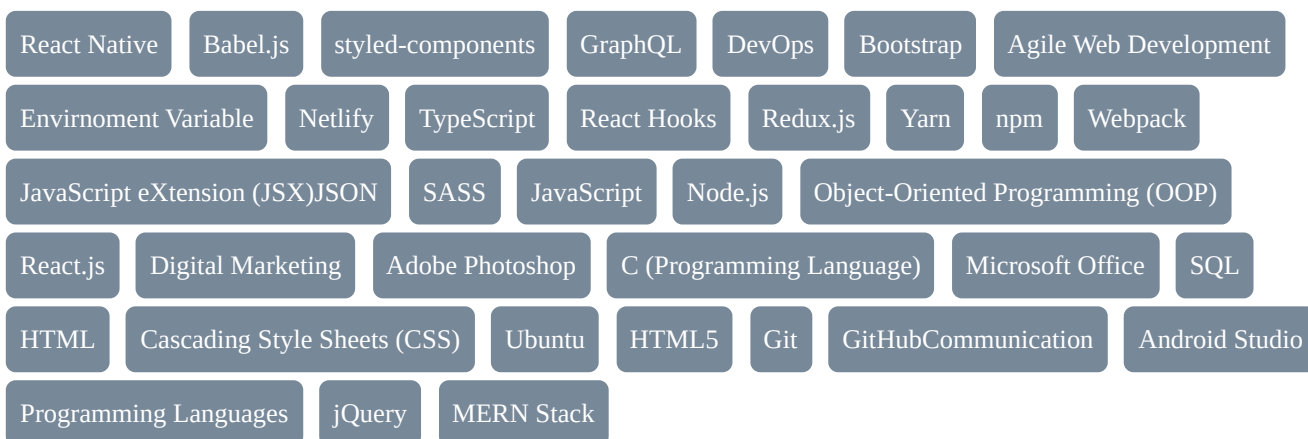 React Native Babel.js styled-components GraphQL DevOps Bootstrap Agile Web Development
Envirnoment Variable Netlify TypeScript React Hooks Redux.js Yarn npm Webpack
JavaScript eXtension (JSX)JSON SASS JavaScript Node.js Object-Oriented Programming (OOP)
React.js Digital Marketing Adobe Photoshop C (Programming Language) Microsoft Office SQL
HTML Cascading Style Sheets (CSS) Ubuntu HTML5 Git GitHubCommunication Android Studio
Programming Languages jQuery MERN Stack